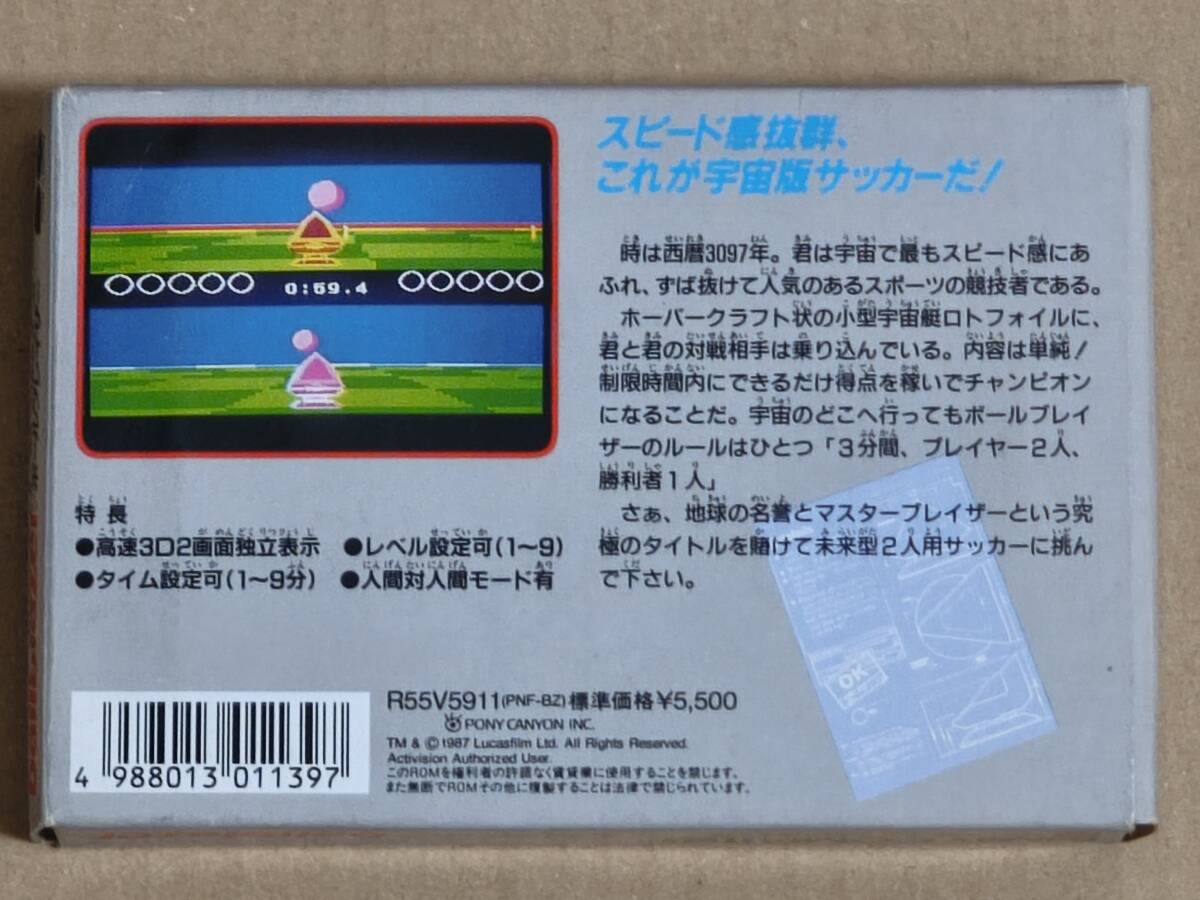 スピード感抜群、
これが宇宙版サッカーだ!
0:59.4
時は西暦3097年。君は宇宙で最もスピード感にあ
ふれ、ずば抜けて人気のあるスポーツの競技者である。
ホーバークラフト状の小型宇宙艇ロトフォイルに、
君と君の対戦相手は乗り込んでいる。内容は単純!
制限時間内にできるだけ得点を稼いでチャンピオン
になることだ。宇宙のどこへ行ってもボールブレイ
ザーのルールはひとつ「3分間、プレイヤー2人、
勝利者1人」
さぁ、地球の名誉とマスターブレイザーという究
極のタイトルを賭けて未来型2人用サッカーに挑ん
で下さい。
特長
●高速3D2画面独立表示 ●レベル設定可(1〜9)
●タイム設定可(1〜9分) ●人間対人間モード有
R55V5911(PNF-BZ)標準価格¥5,500
PONY CANYON INC.
TM & ©1987 Lucasfilm Ltd. All Rights Reserved.
Activision Authorized User.
このROMを権利者の許諾なく賃貸業に使用することを禁じます。
また無断でROMその他に複製することは法律で禁じられています。
4 988013 011397
OK